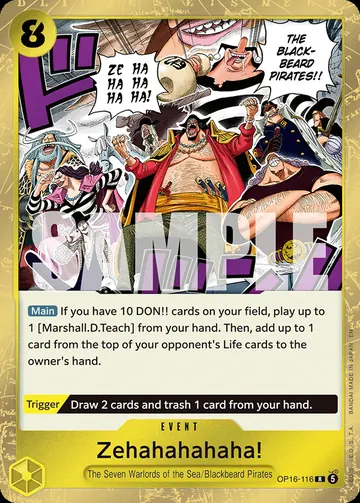 8
ZE HA
HA HA
HA HA!
THE
BLACK-
BEARD
PIRATES!!
SAMPLE
Main If you have 10 DON!! cards on your field, play up to
1 [Marshall.D.Teach] from your hand. Then, add up to 1
card from the top of your opponent's Life cards to the
owner's hand.
Trigger Draw 2 cards and trash 1 card from your hand.
EVENT
Zehahahahaha!
The Seven Warlords of the Sea/Blackbeard Pirates
OP16-116 R 5